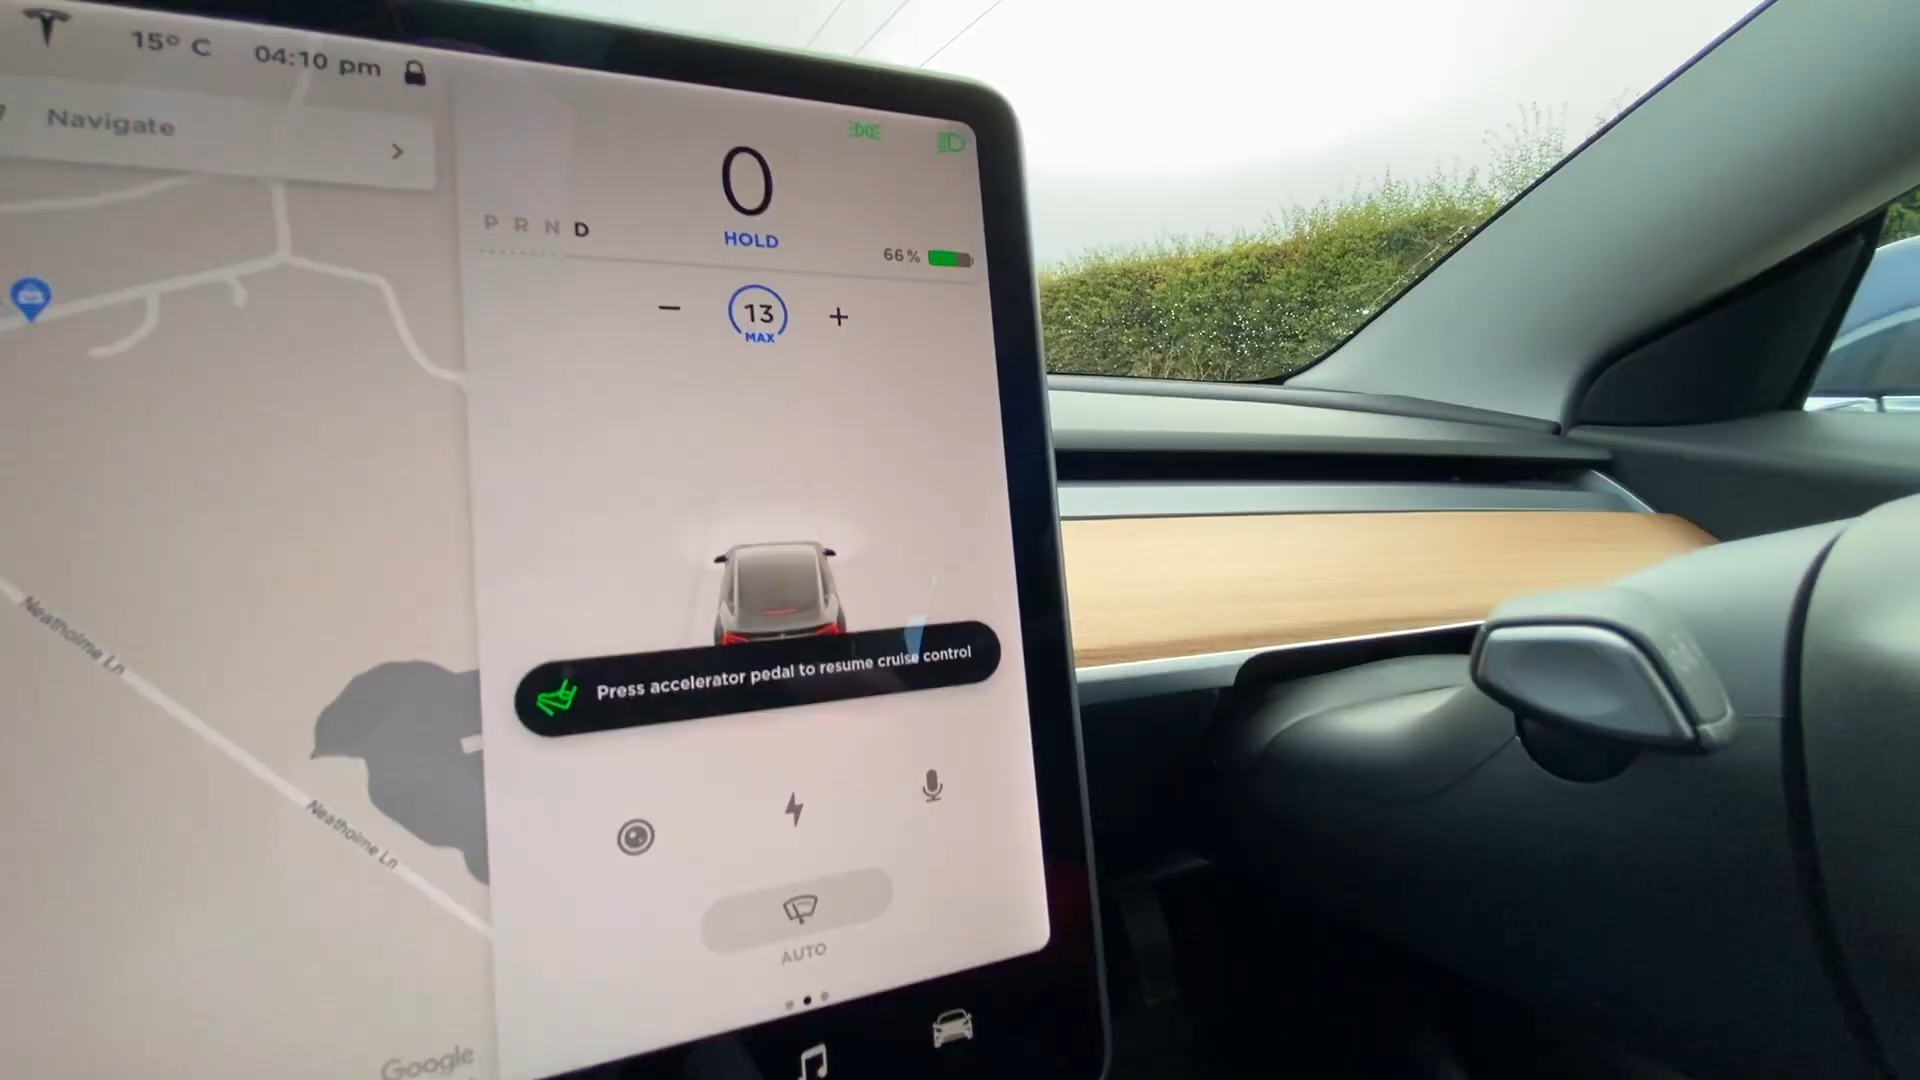 15° C 04:10 pm
Navigate
0
HOLD
P R N D
66%
13
MAX
Neatholme Ln
Neatholme Ln
Press accelerator pedal to resume cruise control
AUTO
Google